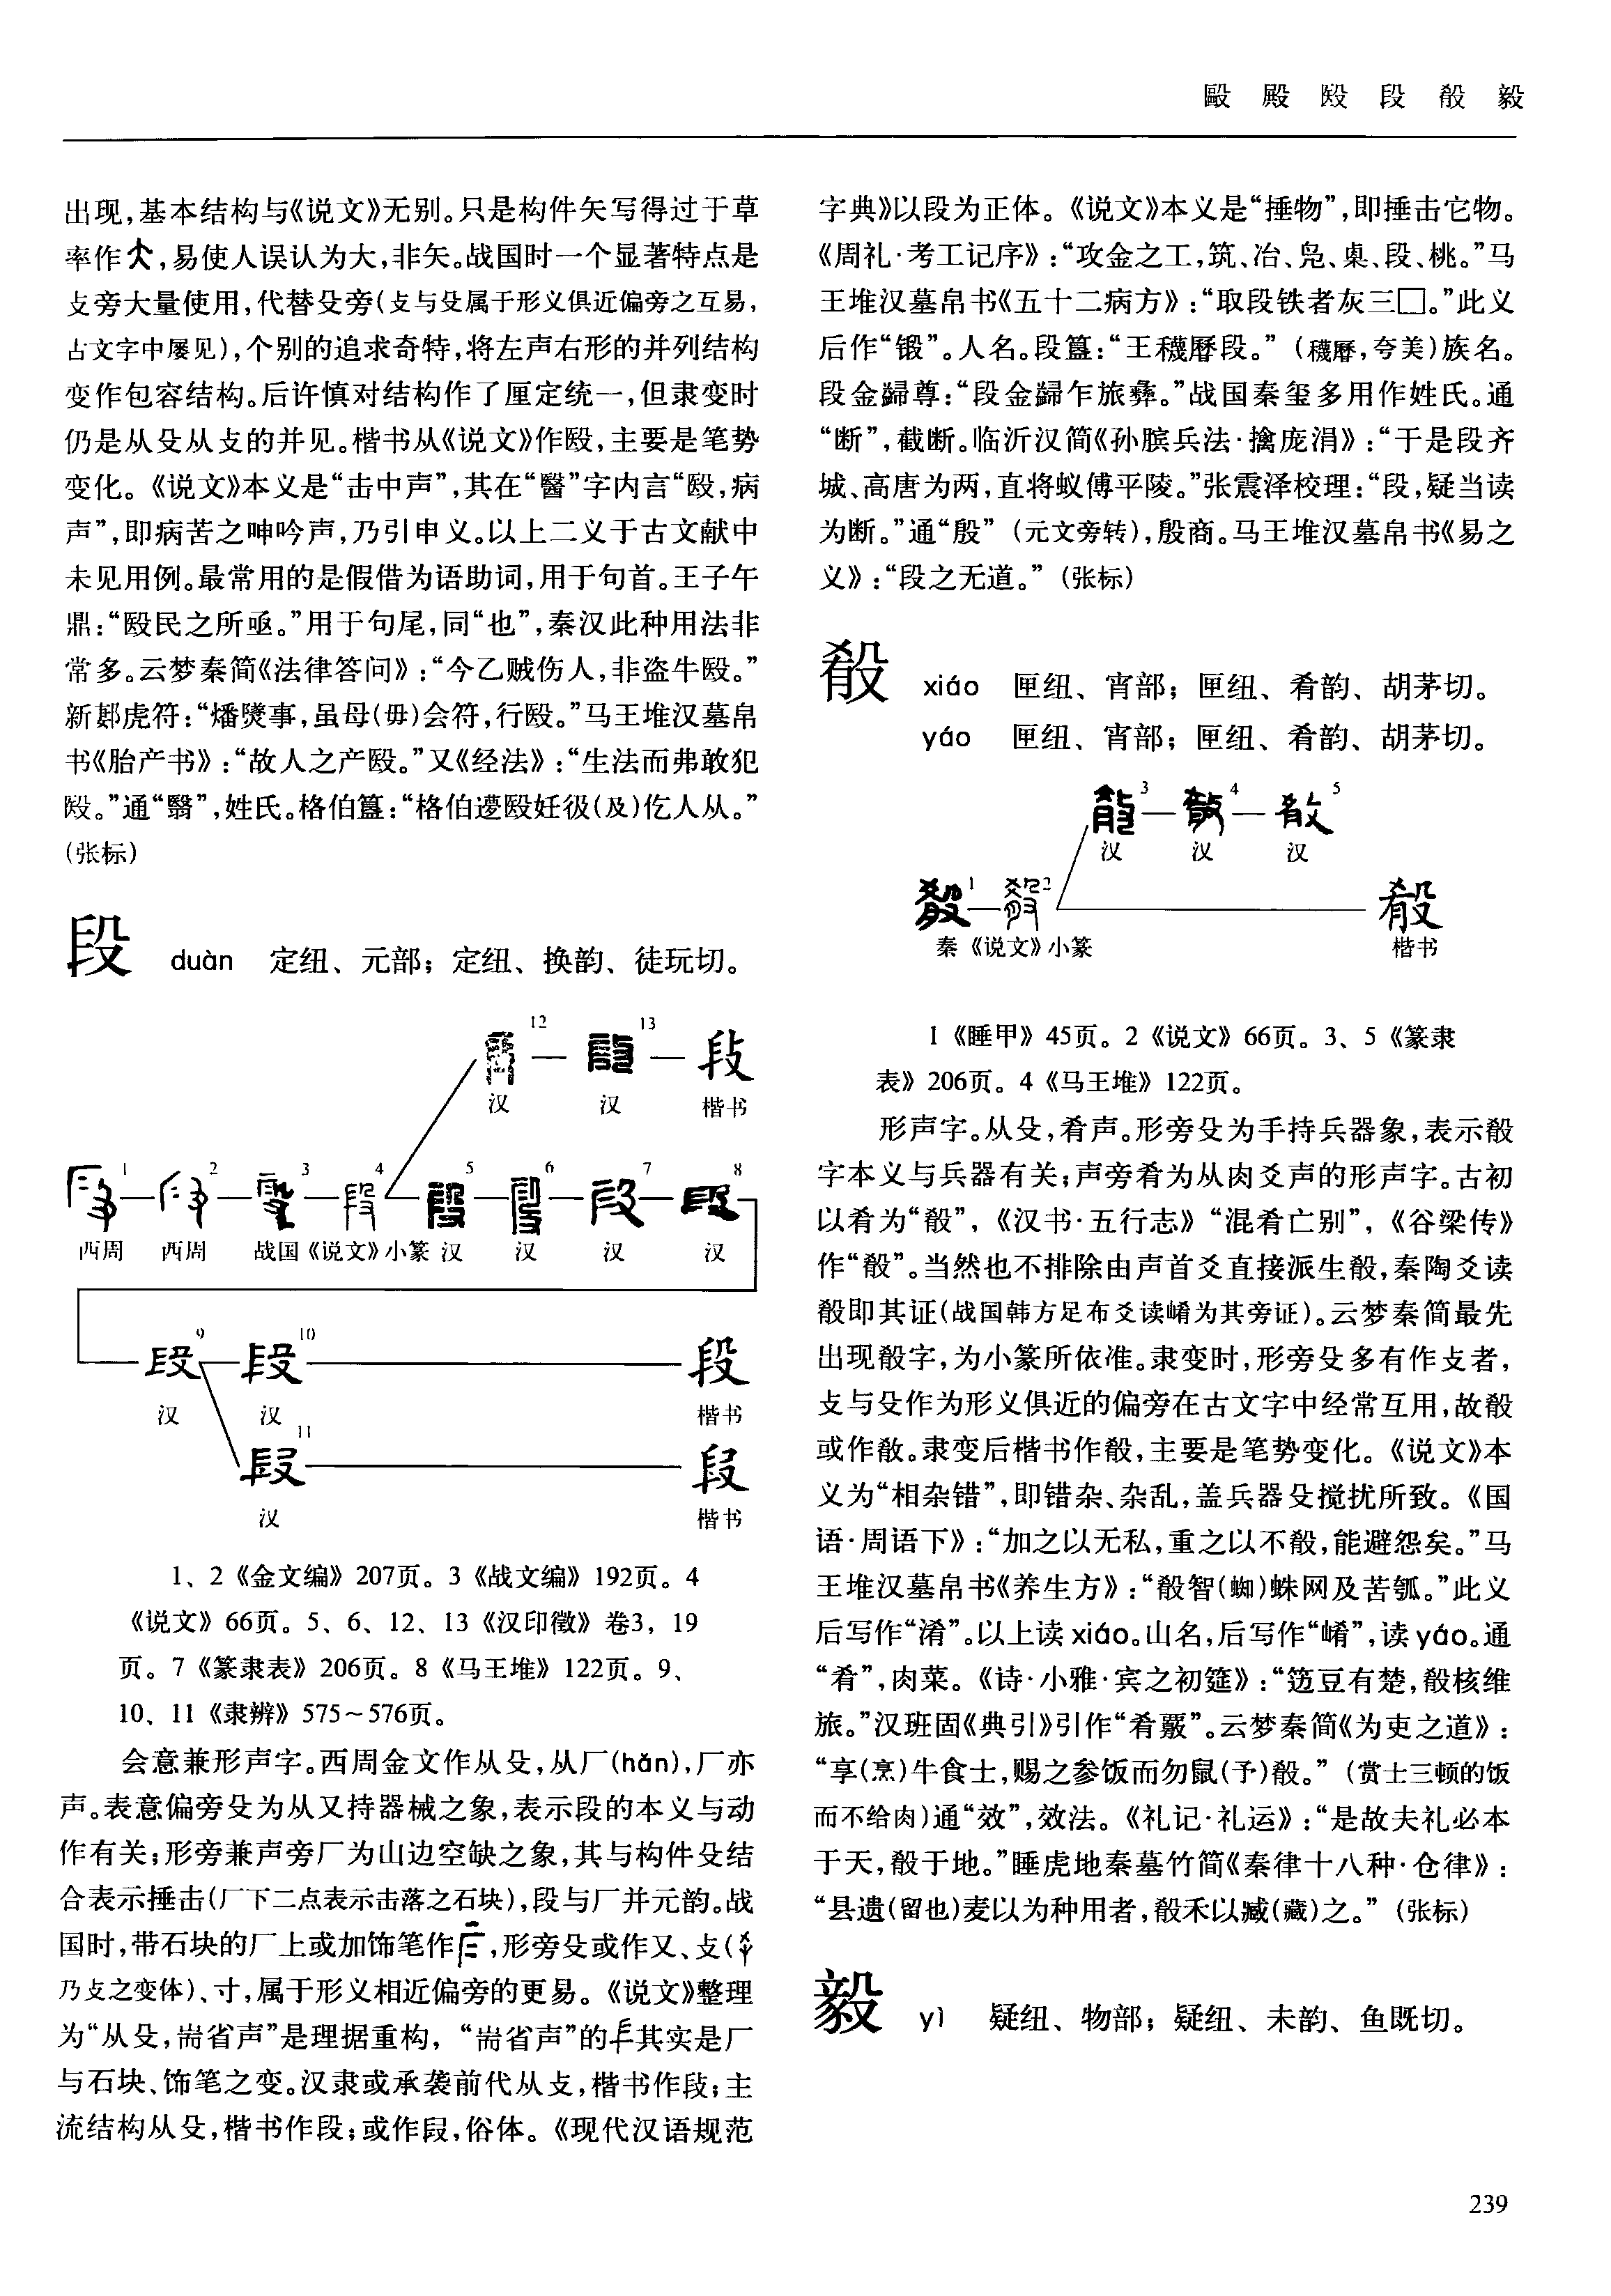 毆 殿 殹 段 殽 毅
出现，基本结构与《说文》无别。只是构件矢写得过于草
率作，易使人误认为大，非矢。战国时一个显著特点是
攴旁大量使用，代替殳旁(攴与殳属于形义俱近偏旁之互易，
古文字中屡见)，个别的追求奇特，将左声右形的并列结构
变作包容结构。后许慎对结构作了厘定统一，但隶变时
仍是从殳从攴的并见。楷书从《说文》作殹，主要是笔势
变化。《说文》本义是“击中声”，其在“醫”字内言“殹，病
声”，即病苦之呻吟声，乃引申义。以上二义于古文献中
未见用例。最常用的是假借为语助词，用于句首。王子午
鼎：“殹民之所亟。”用于句尾，同“也”，秦汉此种用法非
常多。云梦秦简《法律答问》：“今乙贼伤人，非盗牛殹。”
新郪虎符：“燔燹事，虽母(毋)会符，行殹。”马王堆汉墓帛
书《胎产书》：“故人之产殹。”又《经法》：“生法而弗敢犯
殹。”通“翳”，姓氏。格伯簋：“格伯殹妊彶(及)仡人从。”
(张标)
段 duàn 定纽、元部；定纽、换韵、徒玩切。
12 13 段
汉 汉 楷书
1 2 3 4 5 6 7 8
西周 西周 战国《说文》小篆 汉 汉 汉 汉
9 10 段
汉 汉 楷书
11
汉 楷书
1、2《金文编》207页。3《战文编》192页。4
《说文》66页。5、6、12、13《汉印徵》卷3，19
页。7《篆隶表》206页。8《马王堆》122页。9、
10、11《隶辨》575～576页。
会意兼形声字。西周金文作从殳，从厂(hǎn)，厂亦
声。表意偏旁殳为从又持器械之象，表示段的本义与动
作有关；形旁兼声旁厂为山边空缺之象，其与构件殳结
合表示捶击(厂下二点表示击落之石块)，段与厂并元韵。战
国时，带石块的厂上或加饰笔作，形旁殳或作又、攴(
乃攴之变体)、寸，属于形义相近偏旁的更易。《说文》整理
为“从殳，耑省声”是理据重构，“耑省声”的其实是厂
与石块、饰笔之变。汉隶或承袭前代从攴，楷书作；主
流结构从殳，楷书作段；或作，俗体。《现代汉语规范
字典》以段为正体。《说文》本义是“捶物”，即捶击它物。
《周礼·考工记序》：“攻金之工，筑、冶、凫、㮚、段、桃。”马
王堆汉墓帛书《五十二病方》：“取段铁者灰三□。”此义
后作“锻”。人名。段簋：“王穖曆段。”(穖曆，夸美)族名。
段金歸尊：“段金歸乍旅彝。”战国秦玺多用作姓氏。通
“断”，截断。临沂汉简《孙膑兵法·擒庞涓》：“于是段齐
城、高唐为两，直将蚁傅平陵。”张震泽校理：“段，疑当读
为断。”通“殷”(元文旁转)，殷商。马王堆汉墓帛书《易之
义》：“段之无道。”(张标)
殽 xiáo 匣纽、宵部；匣纽、肴韵、胡茅切。
yáo 匣纽、宵部；匣纽、肴韵、胡茅切。
3 4 5
汉 汉 汉
1 2 殽
秦 《说文》小篆 楷书
1《睡甲》45页。2《说文》66页。3、5《篆隶
表》206页。4《马王堆》122页。
形声字。从殳，肴声。形旁殳为手持兵器象，表示殽
字本义与兵器有关；声旁肴为从肉爻声的形声字。古初
以肴为“殽”，《汉书·五行志》“混肴亡别”，《谷梁传》
作“殽”。当然也不排除由声首爻直接派生殽，秦陶爻读
殽即其证(战国韩方足布爻读崤为其旁证)。云梦秦简最先
出现殽字，为小篆所依准。隶变时，形旁殳多有作攴者，
攴与殳作为形义俱近的偏旁在古文字中经常互用，故殽
或作㪣。隶变后楷书作殽，主要是笔势变化。《说文》本
义为“相杂错”，即错杂、杂乱，盖兵器殳搅扰所致。《国
语·周语下》：“加之以无私，重之以不殽，能避怨矣。”马
王堆汉墓帛书《养生方》：“殽智(蜘)蛛网及苦瓠。”此义
后写作“淆”。以上读 xiáo。山名，后写作“崤”，读 yáo。通
“肴”，肉菜。《诗·小雅·宾之初筵》：“笾豆有楚，殽核维
旅。”汉班固《典引》引作“肴覈”。云梦秦简《为吏之道》：
“享(烹)牛食士，赐之参饭而勿鼠(予)殽。”(赏士三顿的饭
而不给肉)通“效”，效法。《礼记·礼运》：“是故夫礼必本
于天，殽于地。”睡虎地秦墓竹简《秦律十八种·仓律》：
“县遗(留也)麦以为种用者，殽禾以臧(藏)之。”(张标)
毅 yì 疑纽、物部；疑纽、未韵、鱼既切。
239